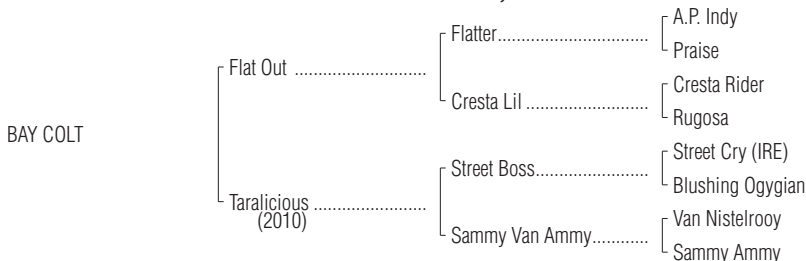 A.P. Indy
Flatter
Praise
Flat Out
Cresta Rider
Cresta Lil
Rugosa
BAY COLT
Street Cry (IRE)
Street Boss
Blushing Ogygian
Taralicious
(2010)
Van Nistelrooy
Sammy Van Ammy
Sammy Ammy